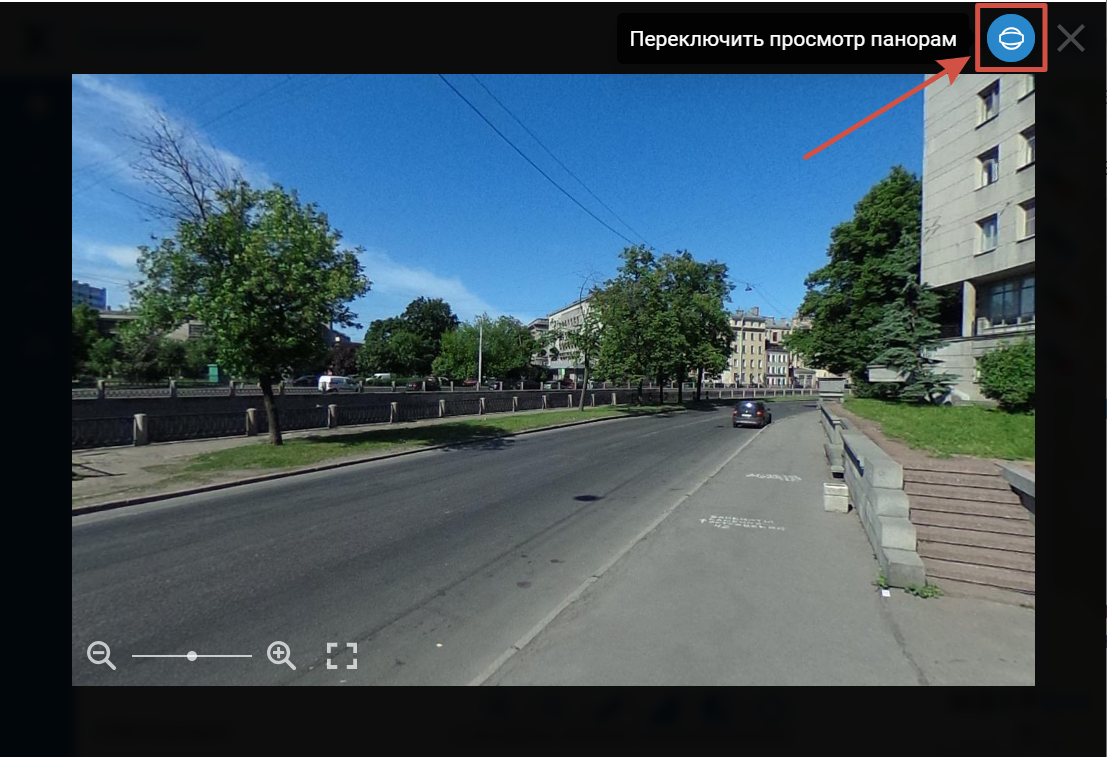 Переключить просмотр панорам